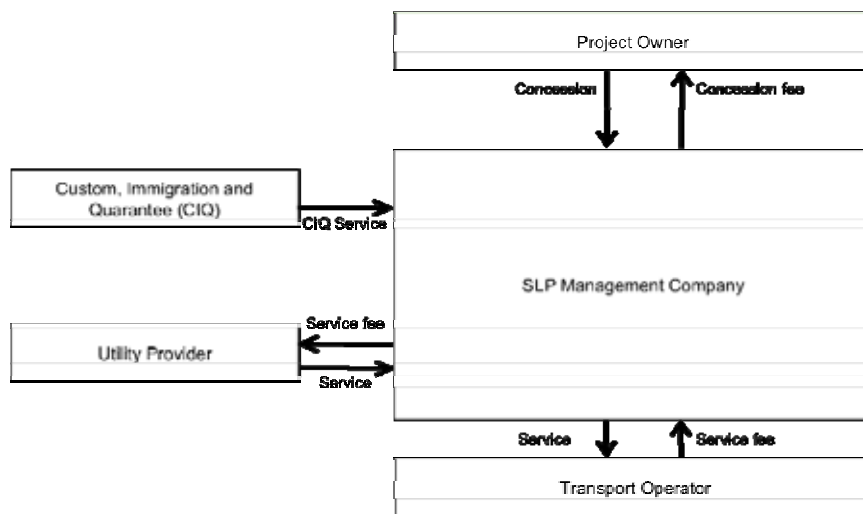 Project Owner
Concession
Concession fee
Custom, Immigration and
Quarantee (CIQ)
CIQ Service
SLP Management Company
Service fee
Utility Provider
Service
Service
Service fee
Transport Operator